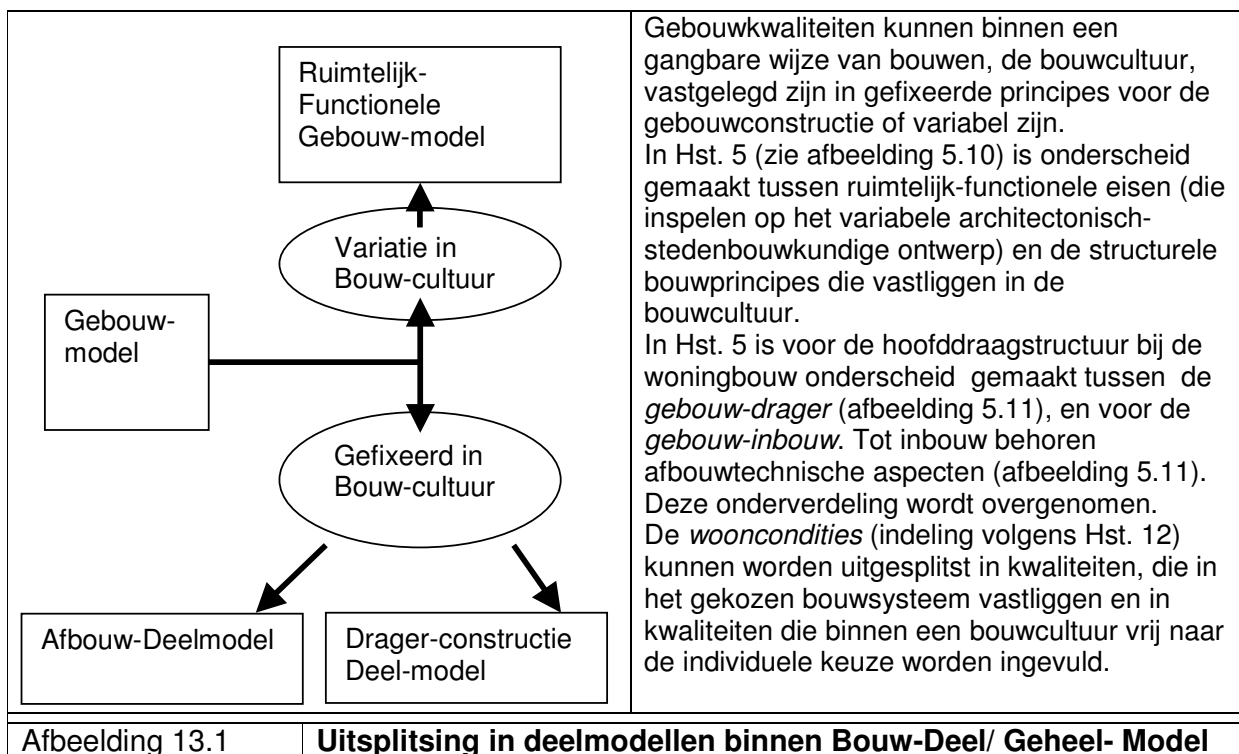 Ruimtelijk-
Functionele
Gebouw-model
Variatie in
Bouw-cultuur
Gebouw-
model
Gefixeerd in
Bouw-cultuur
Afbouw-Deelmodel
Drager-constructie
Deel-model
Gebouwkwaliteiten kunnen binnen een
gangbare wijze van bouwen, de bouwcultuur,
vastgelegd zijn in gefixeerde principes voor de
gebouwconstructie of variabel zijn.
In Hst. 5 (zie afbeelding 5.10) is onderscheid
gemaakt tussen ruimtelijk-functionele eisen (die
inspelen op het variabele architectonisch-
stedenbouwkundige ontwerp) en de structurele
bouwprincipes die vastliggen in de
bouwcultuur.
In Hst. 5 is voor de hoofddraagstructuur bij de
woningbouw onderscheid gemaakt tussen de
gebouw-drager (afbeelding 5.11), en voor de
gebouw-inbouw. Tot inbouw behoren
afbouwtechnische aspecten (afbeelding 5.11).
Deze onderverdeling wordt overgenomen.
De wooncondities (indeling volgens Hst. 12)
kunnen worden uitgesplitst in kwaliteiten, die in
het gekozen bouwsysteem vastliggen en in
kwaliteiten die binnen een bouwcultuur vrij naar
de individuele keuze worden ingevuld.
Afbeelding 13.1 Uitsplitsing in deelmodellen binnen Bouw-Deel/ Geheel- Model